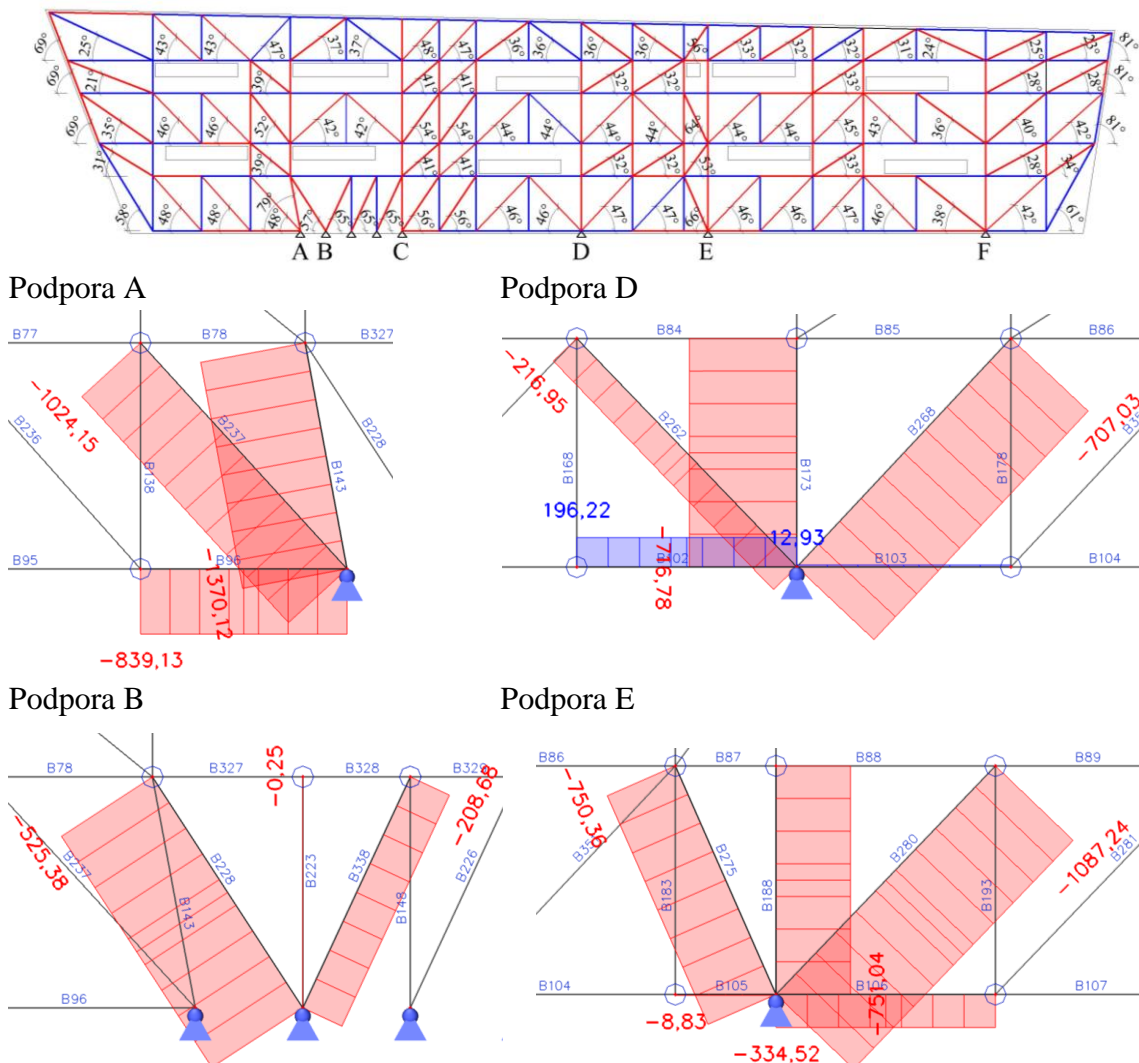 69° 25° 43° 43° 47° 37° 37° 48° 47° 36° 36° 36° 36° 56° 33° 32° 32° 31° 24° 25° 23° 81°
69° 21° 39° 41° 41° 32° 32° 33° 28° 28° 81°
69° 35° 46° 46° 52° 42° 42° 54° 54° 44° 44° 44° 44° 64° 44° 44° 45° 43° 36° 40° 42° 81°
31° 39° 41° 41° 32° 32° 53° 33° 28° 34°
58° 48° 48° 48° 79° 57° 65° 65° 65° 56° 56° 46° 46° 47° 47° 66° 46° 46° 47° 46° 38° 42° 61°
A B C D E F
Podpora A
B77 B78 B327
-1024,15
B236 B237 B228
B138 B143
B95 B96
-1370,12
-839,13
Podpora D
B84 B85 B86
-216,95
-707,03
B262 B268
B168 B173 B178
196,22
12,93
B102 B103 B104
-716,78
Podpora B
B78 B327 B328 B329
-0,25
-208,68
-525,38
B237 B228 B223 B338 B226
B143 B148
B96
Podpora E
B86 B87 B88 B89
-750,36
-1087,24
B275 B280 B281
B183 B188 B193
B104 B105 B106 B107
-751,04
-8,83
-334,52